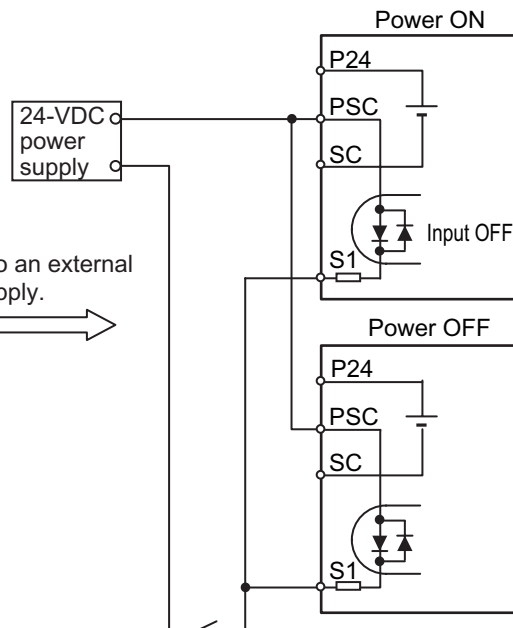 Power ON
P24
24-VDC
power
supply
PSC
SC
Input OFF
S1
o an external
pply.
Power OFF
P24
PSC
SC
S1